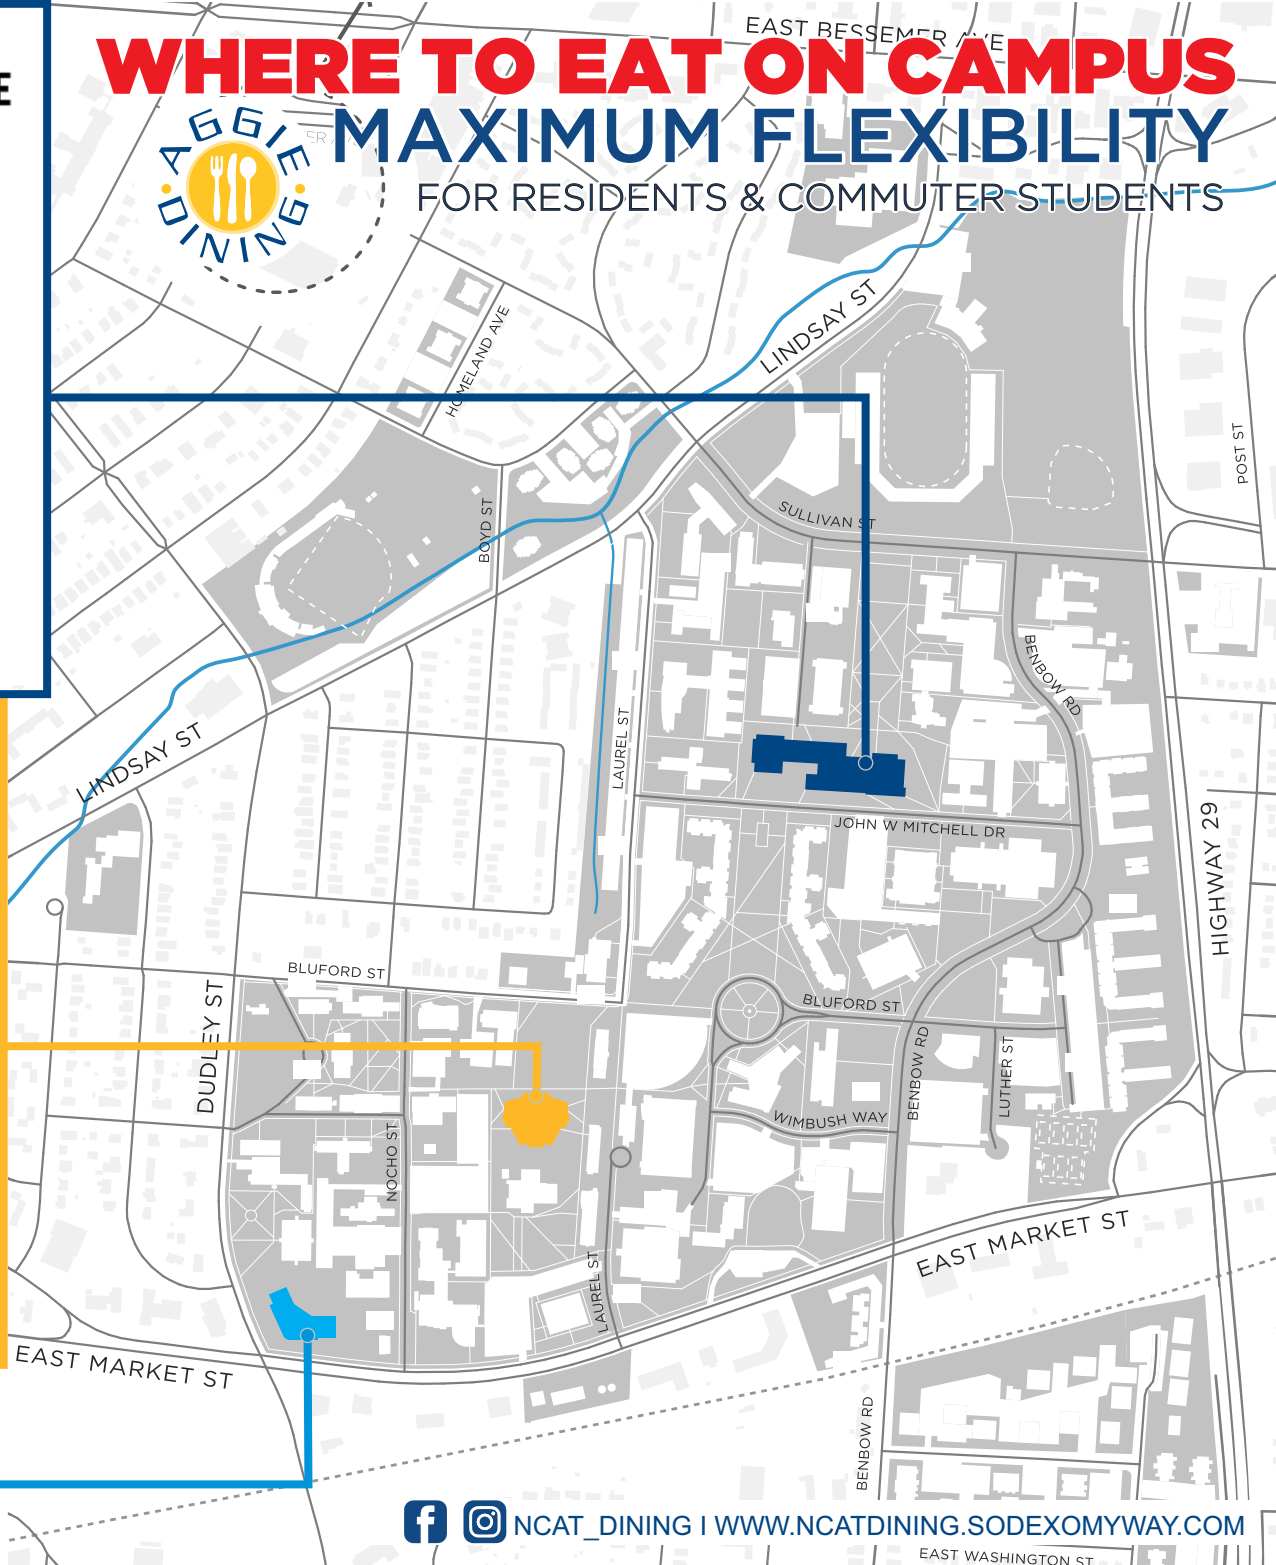 EAST BESSEMER AVE
WHERE TO EAT ON CAMPUS
E
AGGIE DINING
MAXIMUM FLEXIBILITY
FOR RESIDENTS & COMMUTER STUDENTS
LINDSAY ST
HOMELAND AVE
POST ST
BOYD ST
SULLIVAN ST
BENBOW RD
LAUREL ST
LINDSAY ST
JOHN W MITCHELL DR
HIGHWAY 29
BLUFORD ST
DUDLEY ST
BLUFORD ST
BENBOW RD
LUTHER ST
WIMBUSH WAY
NOCHO ST
EAST MARKET ST
LAUREL ST
EAST MARKET ST
BENBOW RD
NCAT_DINING I WWW.NCATDINING.SODEXOMYWAY.COM
EAST WASHINGTON ST